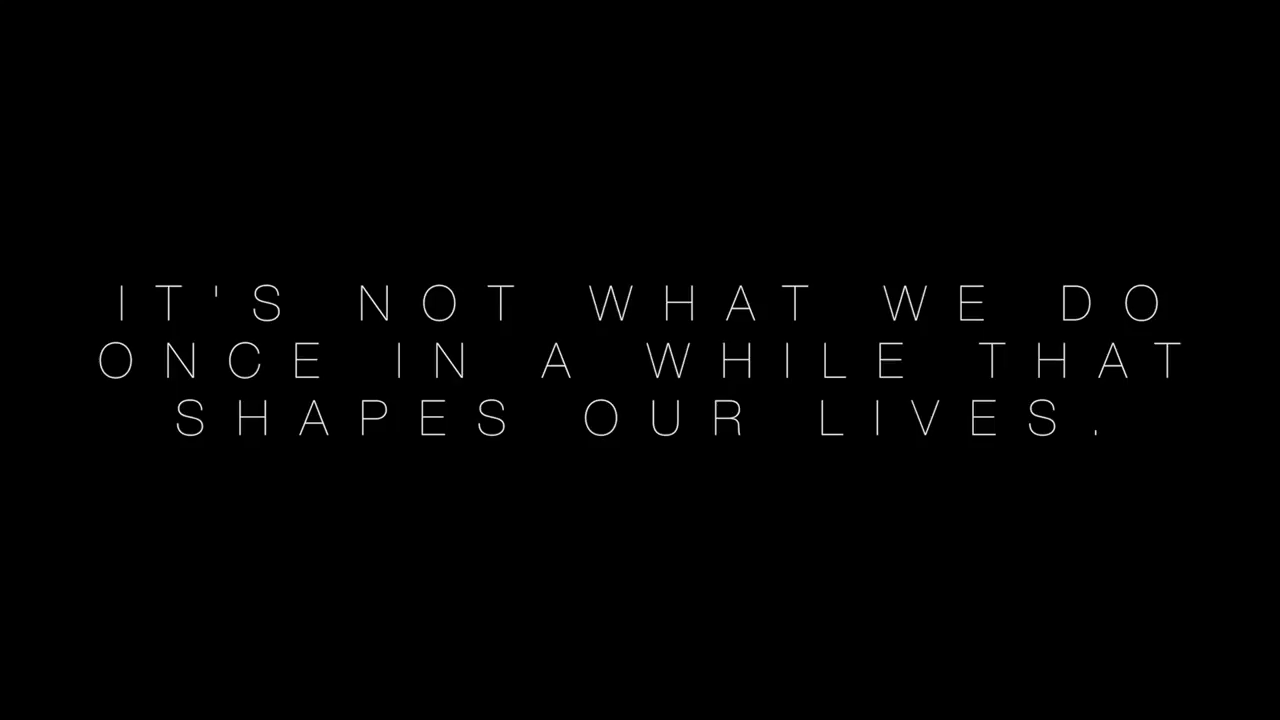 IT'S NOT WHAT WE DO
ONCE IN A WHILE THAT
SHAPES OUR LIVES.